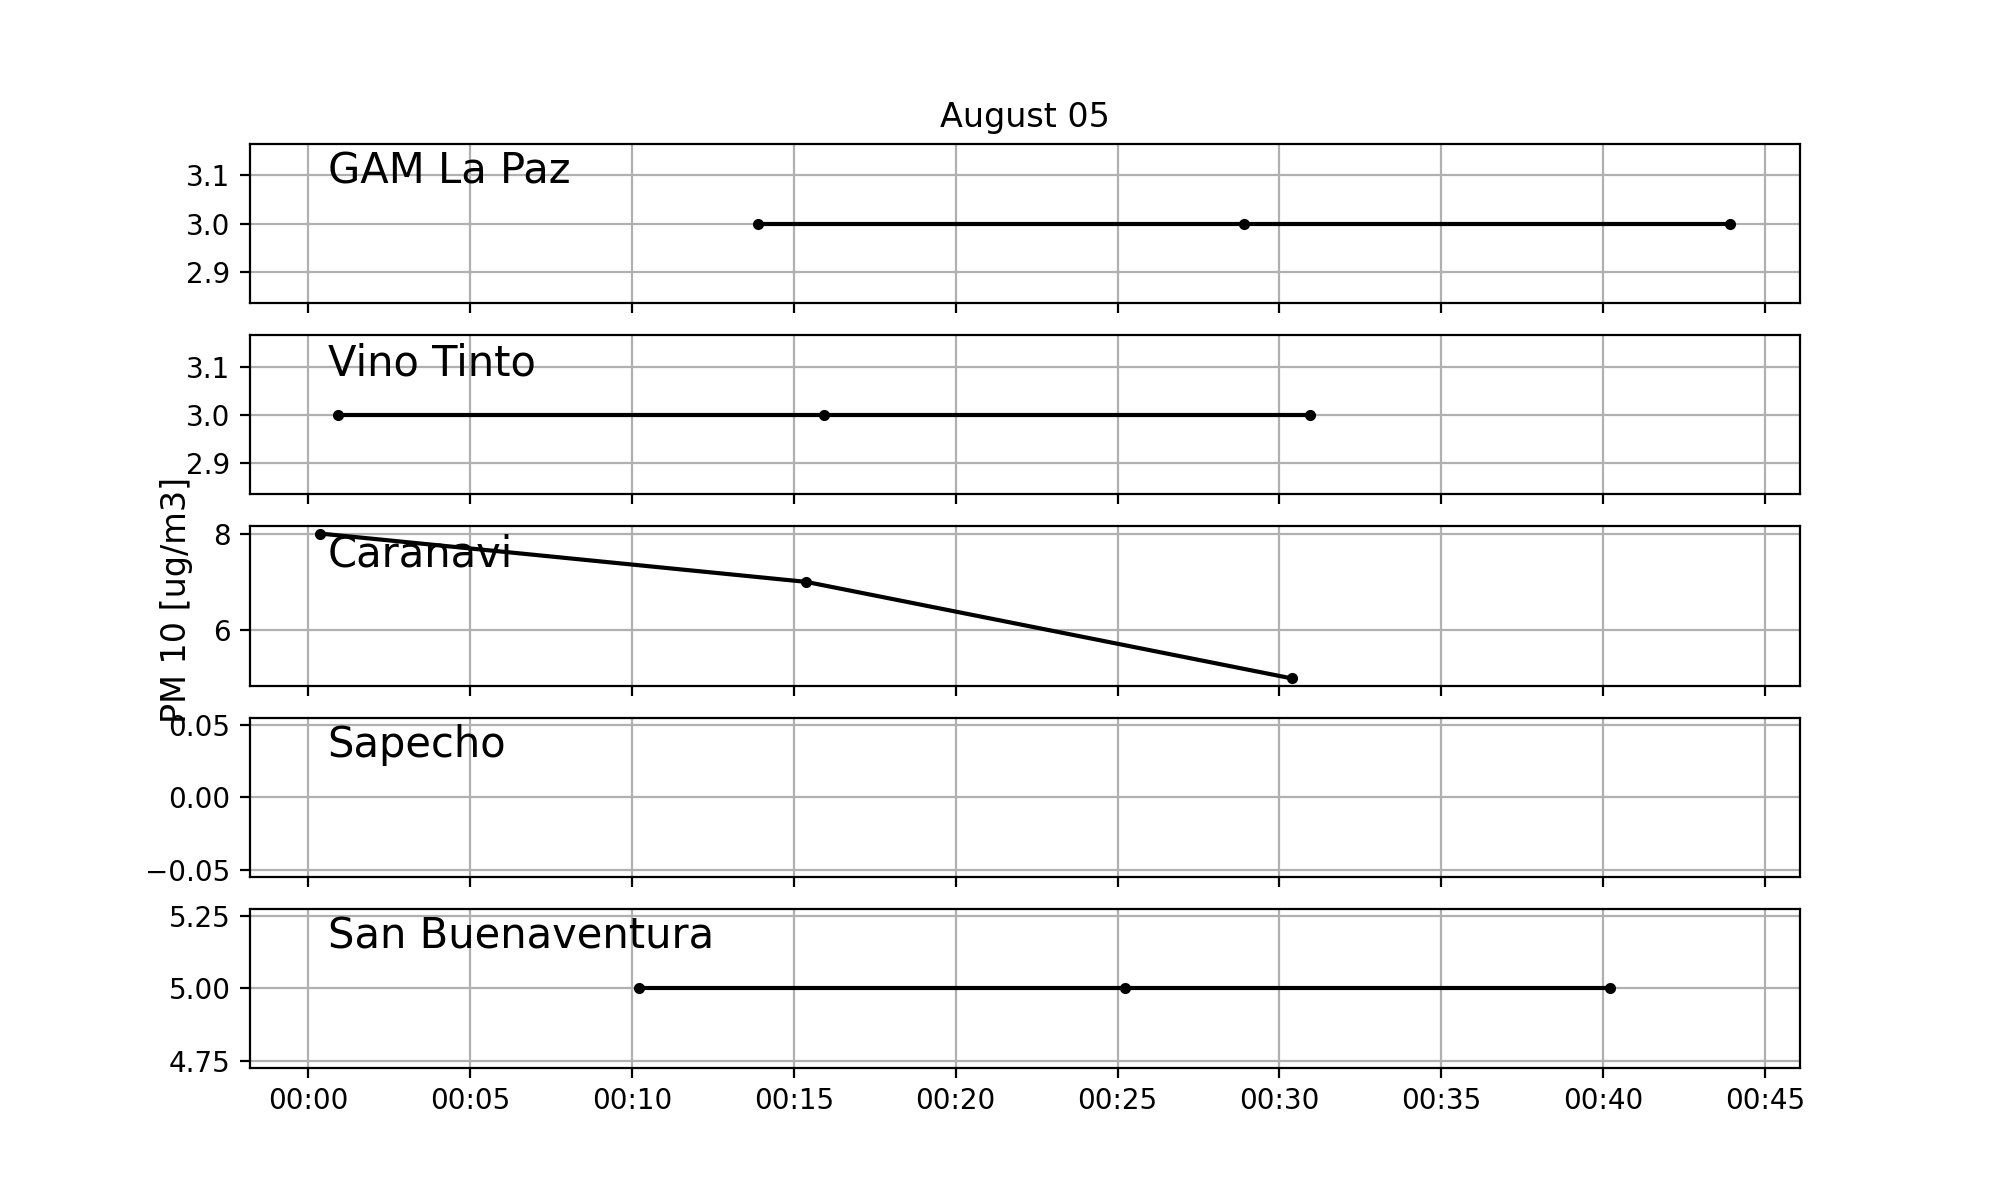 August 05
GAM La Paz
3.1
3.0
2.9
Vino Tinto
3.1
3.0
2.9
PM 10 [ug/m3]
Caranavi
8
6
Sapecho
0.05
0.00
−0.05
San Buenaventura
5.25
5.00
4.75
00:00 00:05 00:10 00:15 00:20 00:25 00:30 00:35 00:40 00:45